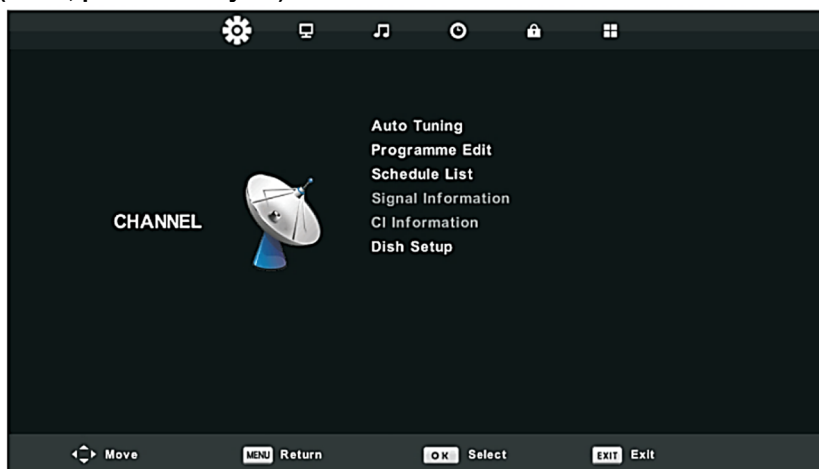 Auto Tuning
Programme Edit
Schedule List
Signal Information
CHANNEL
CI Information
Dish Setup
Move MENU Return OK Select EXIT Exit